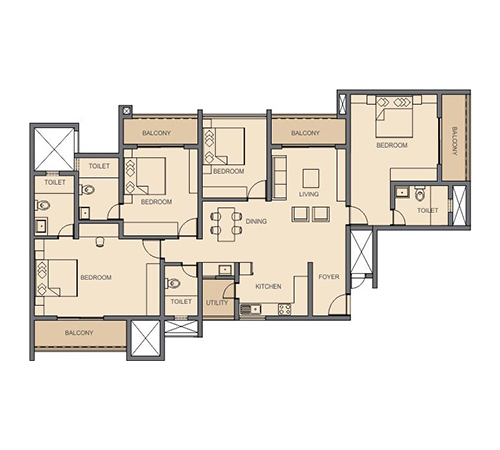 BALCONY
BALCONY
BALCONY
BEDROOM
TOILET
BEDROOM
LIVING
TOILET
BEDROOM
TOILET
DINING
BEDROOM
FOYER
KITCHEN
TOILET
UTILITY
BALCONY